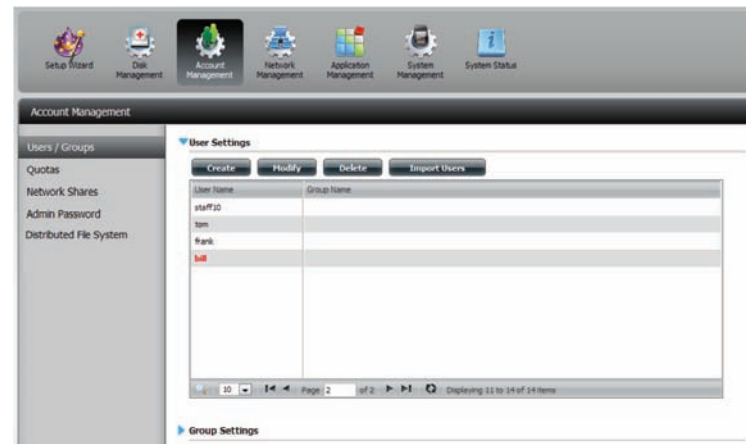 Setup Wizard
Disk Management
Account Management
Network Management
Application Management
System Management
System Status
Account Management
Users / Groups
Quotas
Network Shares
Admin Password
Distributed File System
User Settings
Create Modify Delete Import Users
User Name Group Name
staff10
tom
frank
bill
10 Page 2 of 2 Displaying 11 to 14 of 14 items
Group Settings